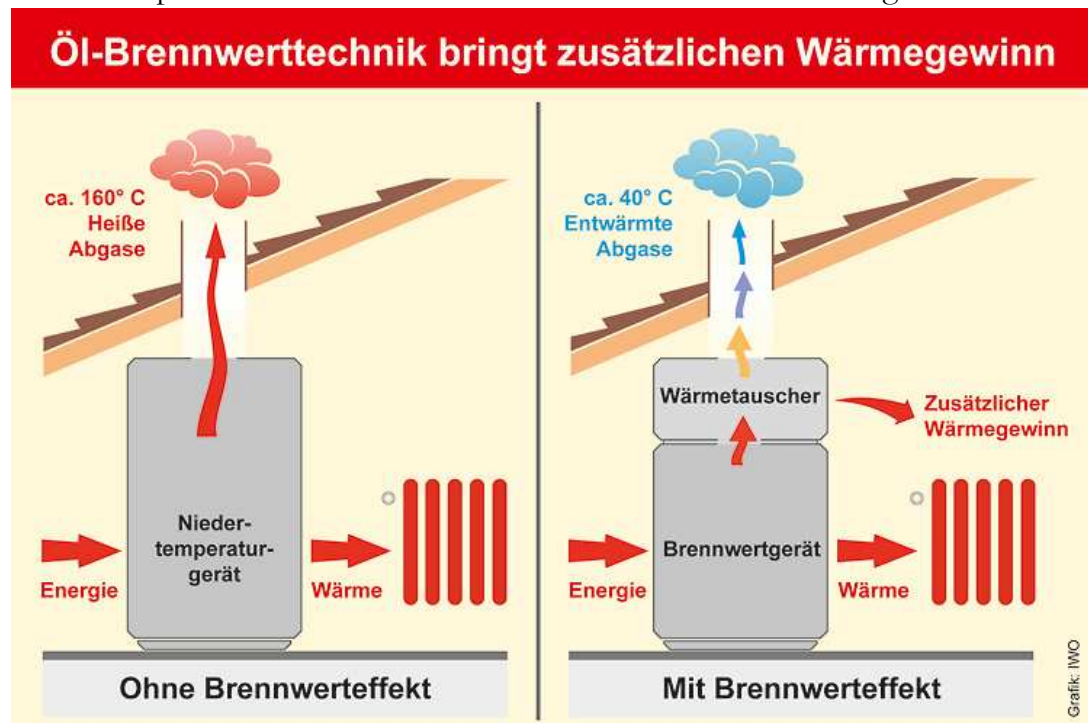 Öl-Brennwerttechnik bringt zusätzlichen Wärmegewinn
ca. 160° C
Heiße
Abgase
Nieder-
temperatur-
gerät
Energie
Wärme
Ohne Brennwerteffekt
ca. 40° C
Entwärmte
Abgase
Wärmetauscher
Zusätzlicher
Wärmegewinn
Brennwertgerät
Energie
Wärme
Mit Brennwerteffekt
Grafik: IWO